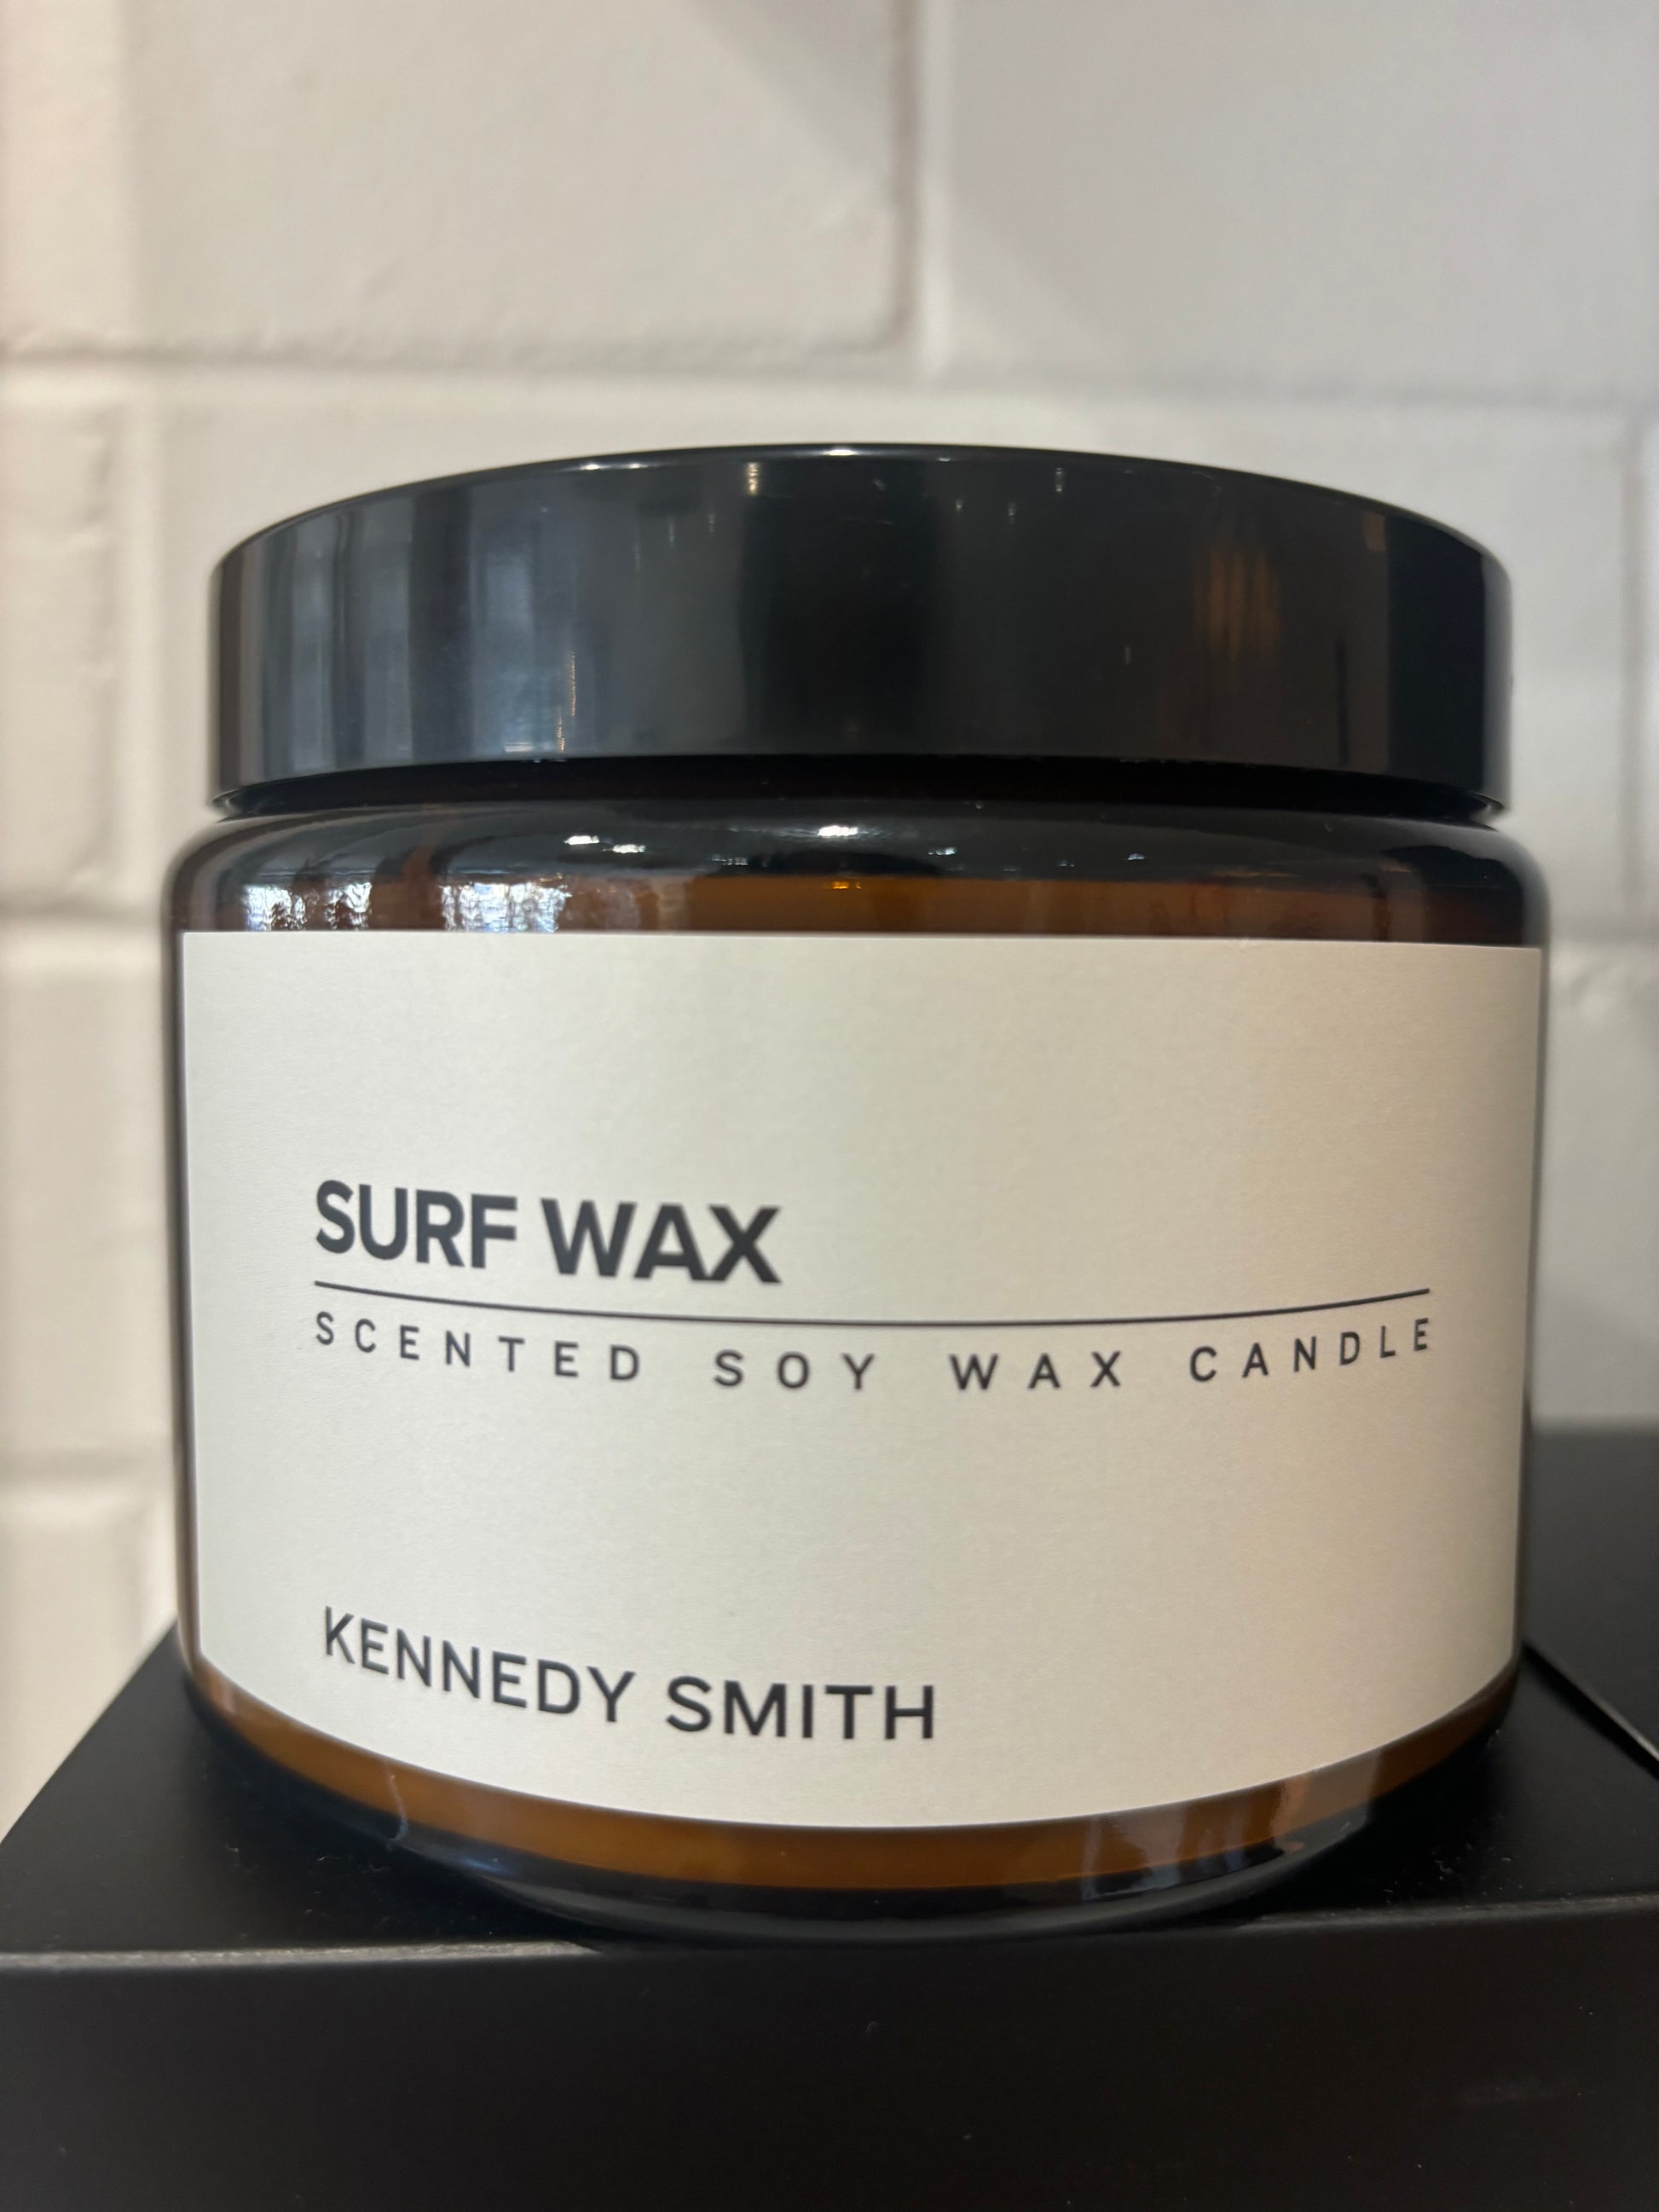 SURF WAX
SCENTED SOY WAX CANDLE
KENNEDY SMITH